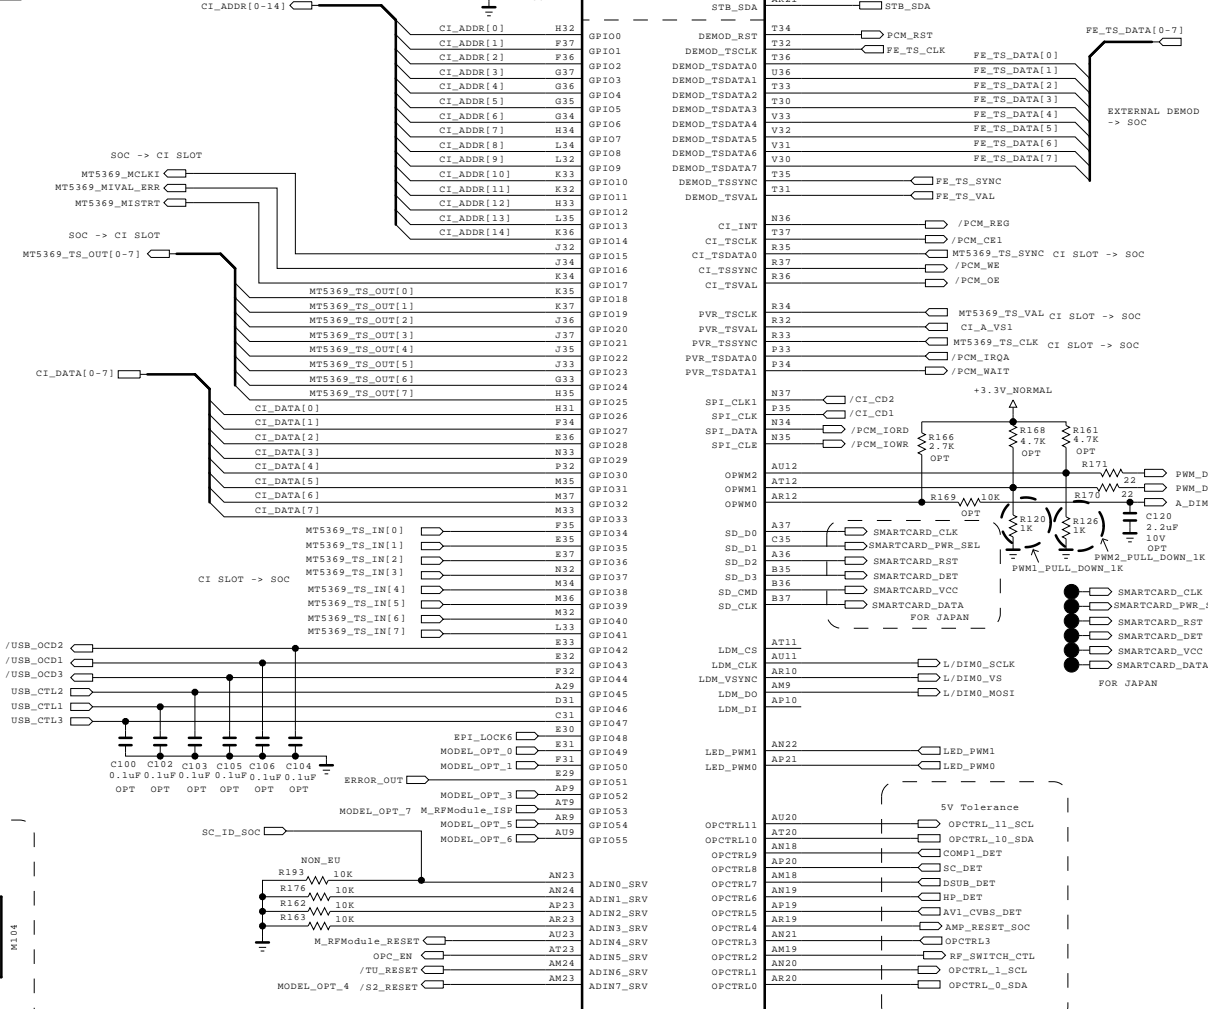 CI_ADDR[0-14]
STB_SDA
STB_SDA
CI_ADDR[0] H32 GPIO0
CI_ADDR[1] F37 GPIO1
CI_ADDR[2] F36 GPIO2
CI_ADDR[3] G37 GPIO3
CI_ADDR[4] G36 GPIO4
CI_ADDR[5] G35 GPIO5
CI_ADDR[6] G34 GPIO6
CI_ADDR[7] H34 GPIO7
CI_ADDR[8] L34 GPIO8
CI_ADDR[9] L32 GPIO9
CI_ADDR[10] K33 GPIO10
CI_ADDR[11] K32 GPIO11
CI_ADDR[12] H33 GPIO12
CI_ADDR[13] L35 GPIO13
CI_ADDR[14] K36 GPIO14
SOC -> CI SLOT
MT5369_MCLKI J32 GPIO15
MT5369_MIVAL_ERR J34 GPIO16
MT5369_MISTRT K34 GPIO17
SOC -> CI SLOT
MT5369_TS_OUT[0-7]
MT5369_TS_OUT[0] K35 GPIO18
MT5369_TS_OUT[1] K37 GPIO19
MT5369_TS_OUT[2] J36 GPIO20
MT5369_TS_OUT[3] J37 GPIO21
MT5369_TS_OUT[4] J35 GPIO22
MT5369_TS_OUT[5] J33 GPIO23
MT5369_TS_OUT[6] G33 GPIO24
MT5369_TS_OUT[7] H35 GPIO25
CI_DATA[0-7]
CI_DATA[0] H31 GPIO26
CI_DATA[1] F34 GPIO27
CI_DATA[2] E36 GPIO28
CI_DATA[3] N33 GPIO29
CI_DATA[4] P32 GPIO30
CI_DATA[5] M35 GPIO31
CI_DATA[6] M37 GPIO32
CI_DATA[7] M33 GPIO33
MT5369_TS_IN[0] F35 GPIO34
MT5369_TS_IN[1] E35 GPIO35
MT5369_TS_IN[2] E37 GPIO36
MT5369_TS_IN[3] N32 GPIO37
CI SLOT -> SOC
MT5369_TS_IN[4] M34 GPIO38
MT5369_TS_IN[5] M36 GPIO39
MT5369_TS_IN[6] M32 GPIO40
MT5369_TS_IN[7] L33 GPIO41
/USB_OCD2 E33 GPIO42
/USB_OCD1 E32 GPIO43
/USB_OCD3 F32 GPIO44
USB_CTL2 A29 GPIO45
USB_CTL1 D31 GPIO46
USB_CTL3 C31 GPIO47
EPI_LOCK6 E30 GPIO48
MODEL_OPT_0 E31 GPIO49
MODEL_OPT_1 F31 GPIO50
ERROR_OUT E29 GPIO51
MODEL_OPT_3 AP9 GPIO52
MODEL_OPT_7 M_RFModule_ISP AT9 GPIO53
MODEL_OPT_5 AR9 GPIO54
MODEL_OPT_6 AU9 GPIO55
C100 C102 C103 C105 C106 C104
0.1uF 0.1uF 0.1uF 0.1uF 0.1uF 0.1uF
OPT OPT OPT OPT OPT OPT
SC_ID_SOC
NON_EU
R193 10K AN23 ADIN0_SRV
R176 10K AN24 ADIN1_SRV
R162 10K AP23 ADIN2_SRV
R163 10K AR23 ADIN3_SRV
M_RFModule_RESET AU23 ADIN4_SRV
OPC_EN AT23 ADIN5_SRV
/TU_RESET AM24 ADIN6_SRV
MODEL_OPT_4 /S2_RESET AM23 ADIN7_SRV
M104
DEMOD_RST T34 PCM_RST
DEMOD_TSCLK T32 FE_TS_CLK
FE_TS_DATA[0-7]
DEMOD_TSDATA0 T36 FE_TS_DATA[0]
DEMOD_TSDATA1 U36 FE_TS_DATA[1]
DEMOD_TSDATA2 T33 FE_TS_DATA[2]
DEMOD_TSDATA3 T30 FE_TS_DATA[3]
DEMOD_TSDATA4 V33 FE_TS_DATA[4]
DEMOD_TSDATA5 V32 FE_TS_DATA[5]
DEMOD_TSDATA6 V31 FE_TS_DATA[6]
DEMOD_TSDATA7 V30 FE_TS_DATA[7]
EXTERNAL DEMOD
-> SOC
DEMOD_TSSYNC T35 FE_TS_SYNC
DEMOD_TSVAL T31 FE_TS_VAL
CI_INT N36 /PCM_REG
CI_TSCLK T37 /PCM_CE1
CI_TSDATA0 R35 MT5369_TS_SYNC CI SLOT -> SOC
CI_TSSYNC R37 /PCM_WE
CI_TSVAL R36 /PCM_OE
PVR_TSCLK R34 MT5369_TS_VAL CI SLOT -> SOC
PVR_TSVAL R32 CI_A_VS1
PVR_TSSYNC R33 MT5369_TS_CLK CI SLOT -> SOC
PVR_TSDATA0 P33 /PCM_IRQA
PVR_TSDATA1 P34 /PCM_WAIT
SPI_CLK1 N37 /CI_CD2
SPI_CLK P35 /CI_CD1
SPI_DATA N34 /PCM_IORD
SPI_CLE N35 /PCM_IOWR
+3.3V_NORMAL
R166 2.7K OPT
R168 4.7K OPT
R161 4.7K OPT
OPWM2 AU12 R171 22 PWM_D
OPWM1 AT12 R170 22 PWM_D
OPWM0 AR12 R169 10K OPT A_DIM
R120 1K
R126 1K
C120
2.2uF
10V
OPT
PWM2_PULL_DOWN_1K
PWM1_PULL_DOWN_1K
SD_D0 A37 SMARTCARD_CLK
SD_D1 C35 SMARTCARD_PWR_SEL
SD_D2 A36 SMARTCARD_RST
SD_D3 B35 SMARTCARD_DET
SD_CMD B36 SMARTCARD_VCC
SD_CLK B37 SMARTCARD_DATA
FOR JAPAN
SMARTCARD_CLK
SMARTCARD_PWR_S
SMARTCARD_RST
SMARTCARD_DET
SMARTCARD_VCC
SMARTCARD_DATA
FOR JAPAN
LDM_CS AT11
LDM_CLK AU11 L/DIM0_SCLK
LDM_VSYNC AR10 L/DIM0_VS
LDM_DO AM9 L/DIM0_MOSI
LDM_DI AP10
LED_PWM1 AN22 LED_PWM1
LED_PWM0 AP21 LED_PWM0
5V Tolerance
OPCTRL11 AU20 OPCTRL_11_SCL
OPCTRL10 AT20 OPCTRL_10_SDA
OPCTRL9 AN18 COMP1_DET
OPCTRL8 AP20 SC_DET
OPCTRL7 AM18 DSUB_DET
OPCTRL6 AN19 HP_DET
OPCTRL5 AP19 AV1_CVBS_DET
OPCTRL4 AR19 AMP_RESET_SOC
OPCTRL3 AN21 OPCTRL3
OPCTRL2 AM19 RF_SWITCH_CTL
OPCTRL1 AN20 OPCTRL_1_SCL
OPCTRL0 AR20 OPCTRL_0_SDA